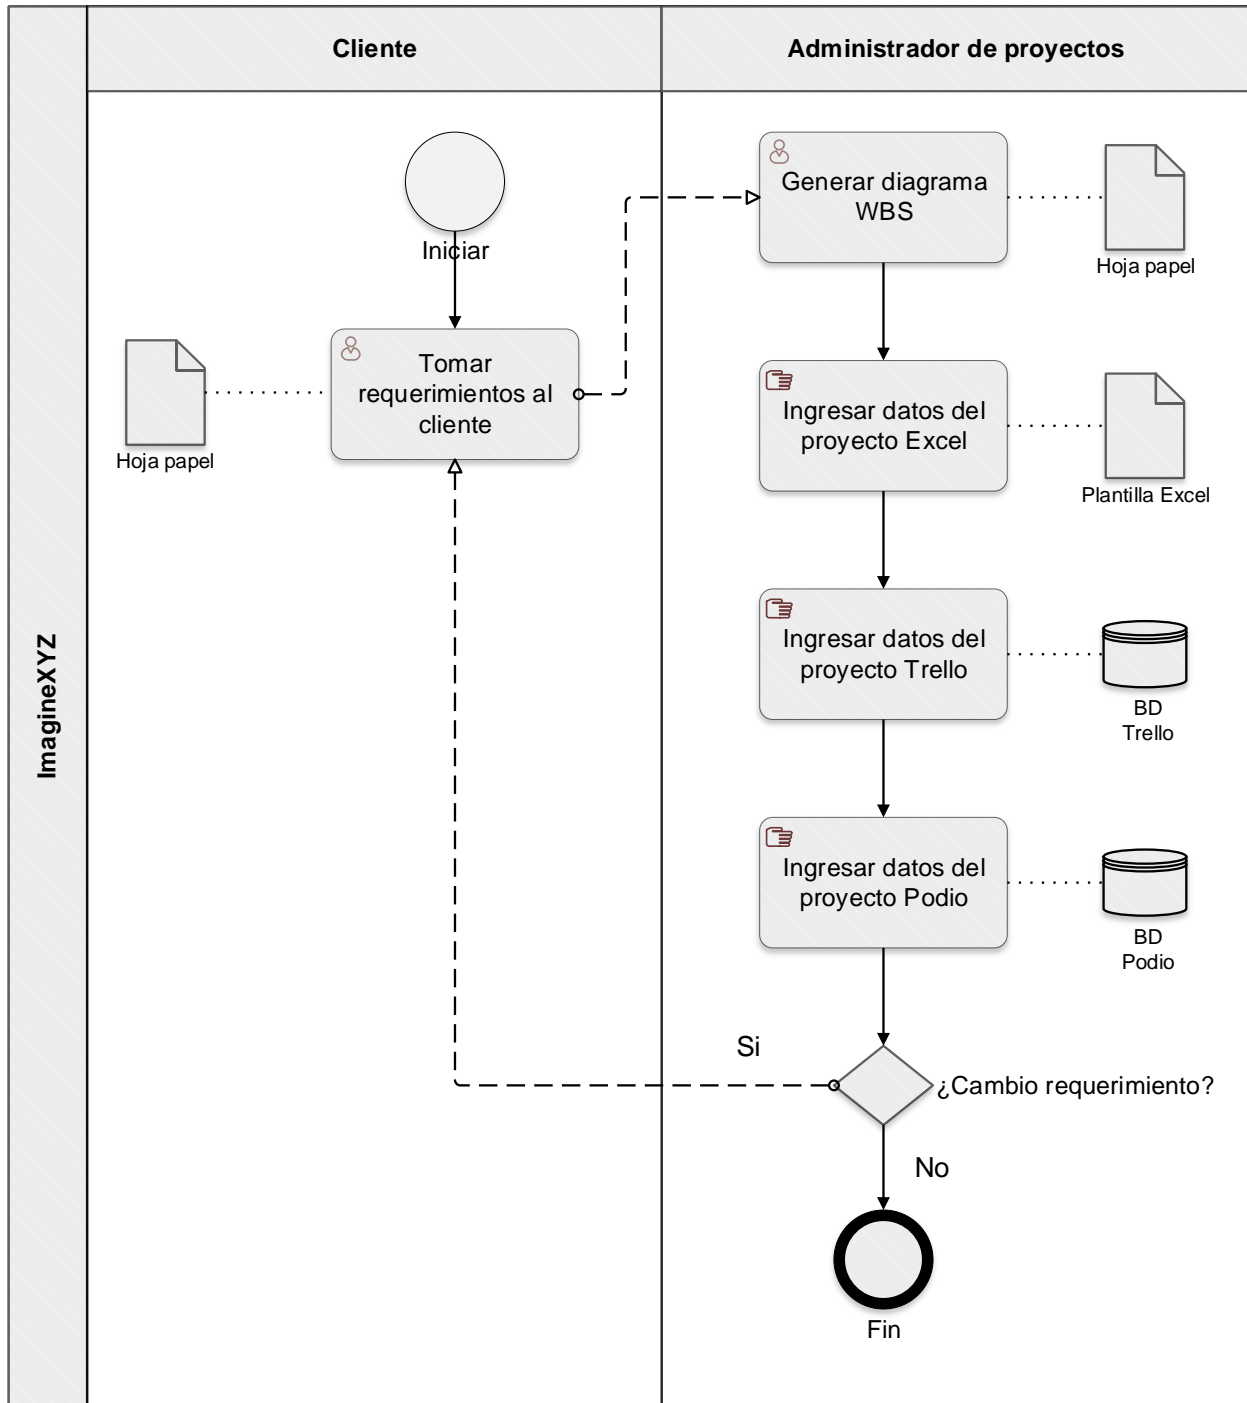 Cliente
Administrador de proyectos
ImagineXYZ
Iniciar
Tomar
requerimientos al
cliente
Hoja papel
Generar diagrama
WBS
Hoja papel
Ingresar datos del
proyecto Excel
Plantilla Excel
Ingresar datos del
proyecto Trello
BD
Trello
Ingresar datos del
proyecto Podio
BD
Podio
Si
¿Cambio requerimiento?
No
Fin